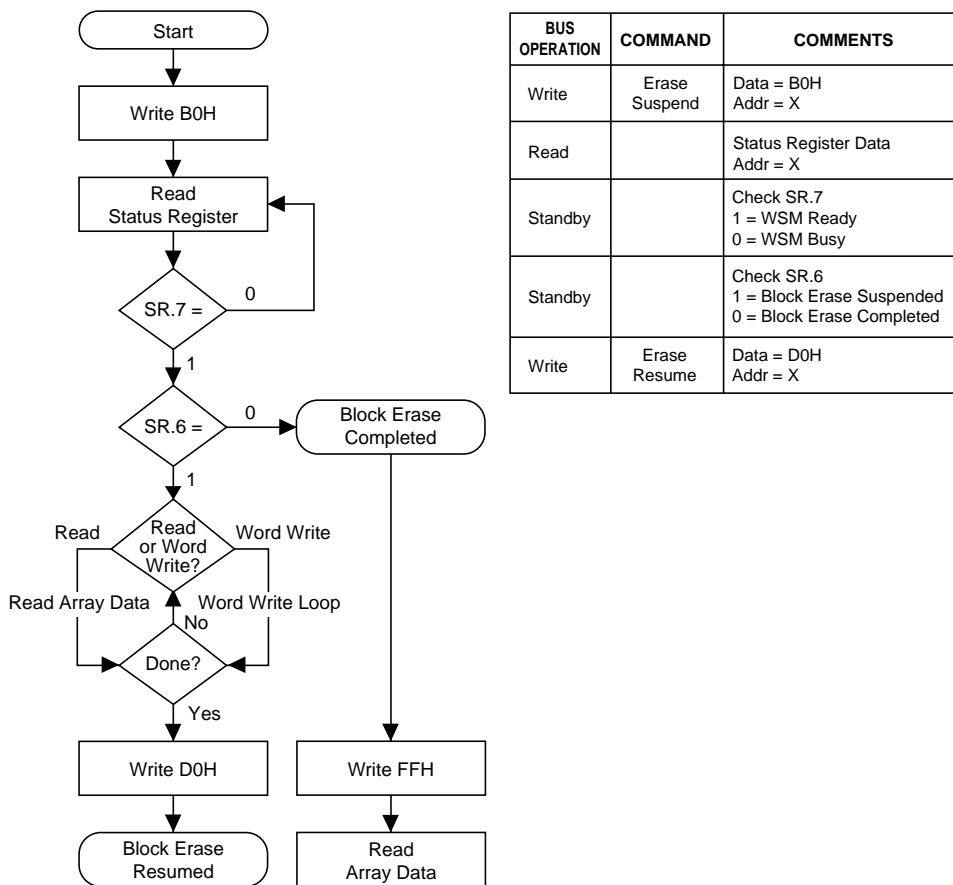 Start
Write B0H
Read
Status Register
SR.7 =
0
1
SR.6 =
0
Block Erase
Completed
1
Read
Read
or Word
Write?
Word Write
Read Array Data
Word Write Loop
No
Done?
Yes
Write D0H
Write FFH
Block Erase
Resumed
Read
Array Data
BUS
OPERATION
COMMAND
COMMENTS
Write
Erase
Suspend
Data = B0H
Addr = X
Read
Status Register Data
Addr = X
Standby
Check SR.7
1 = WSM Ready
0 = WSM Busy
Standby
Check SR.6
1 = Block Erase Suspended
0 = Block Erase Completed
Write
Erase
Resume
Data = D0H
Addr = X